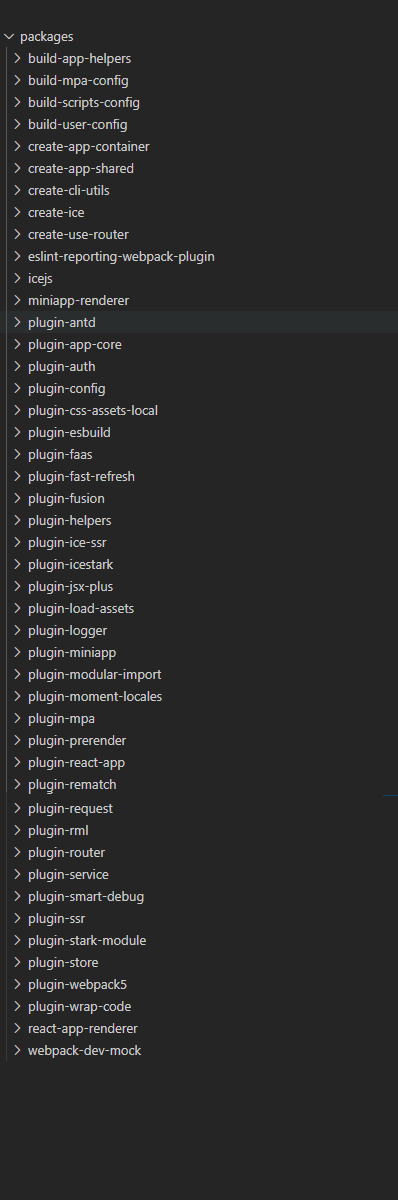 packages
build-app-helpers
build-mpa-config
build-scripts-config
build-user-config
create-app-container
create-app-shared
create-cli-utils
create-ice
create-use-router
eslint-reporting-webpack-plugin
icejs
miniapp-renderer
plugin-antd
plugin-app-core
plugin-auth
plugin-config
plugin-css-assets-local
plugin-esbuild
plugin-faas
plugin-fast-refresh
plugin-fusion
plugin-helpers
plugin-ice-ssr
plugin-icestark
plugin-jsx-plus
plugin-load-assets
plugin-logger
plugin-miniapp
plugin-modular-import
plugin-moment-locales
plugin-mpa
plugin-prerender
plugin-react-app
plugin-rematch
plugin-request
plugin-rml
plugin-router
plugin-service
plugin-smart-debug
plugin-ssr
plugin-stark-module
plugin-store
plugin-webpack5
plugin-wrap-code
react-app-renderer
webpack-dev-mock